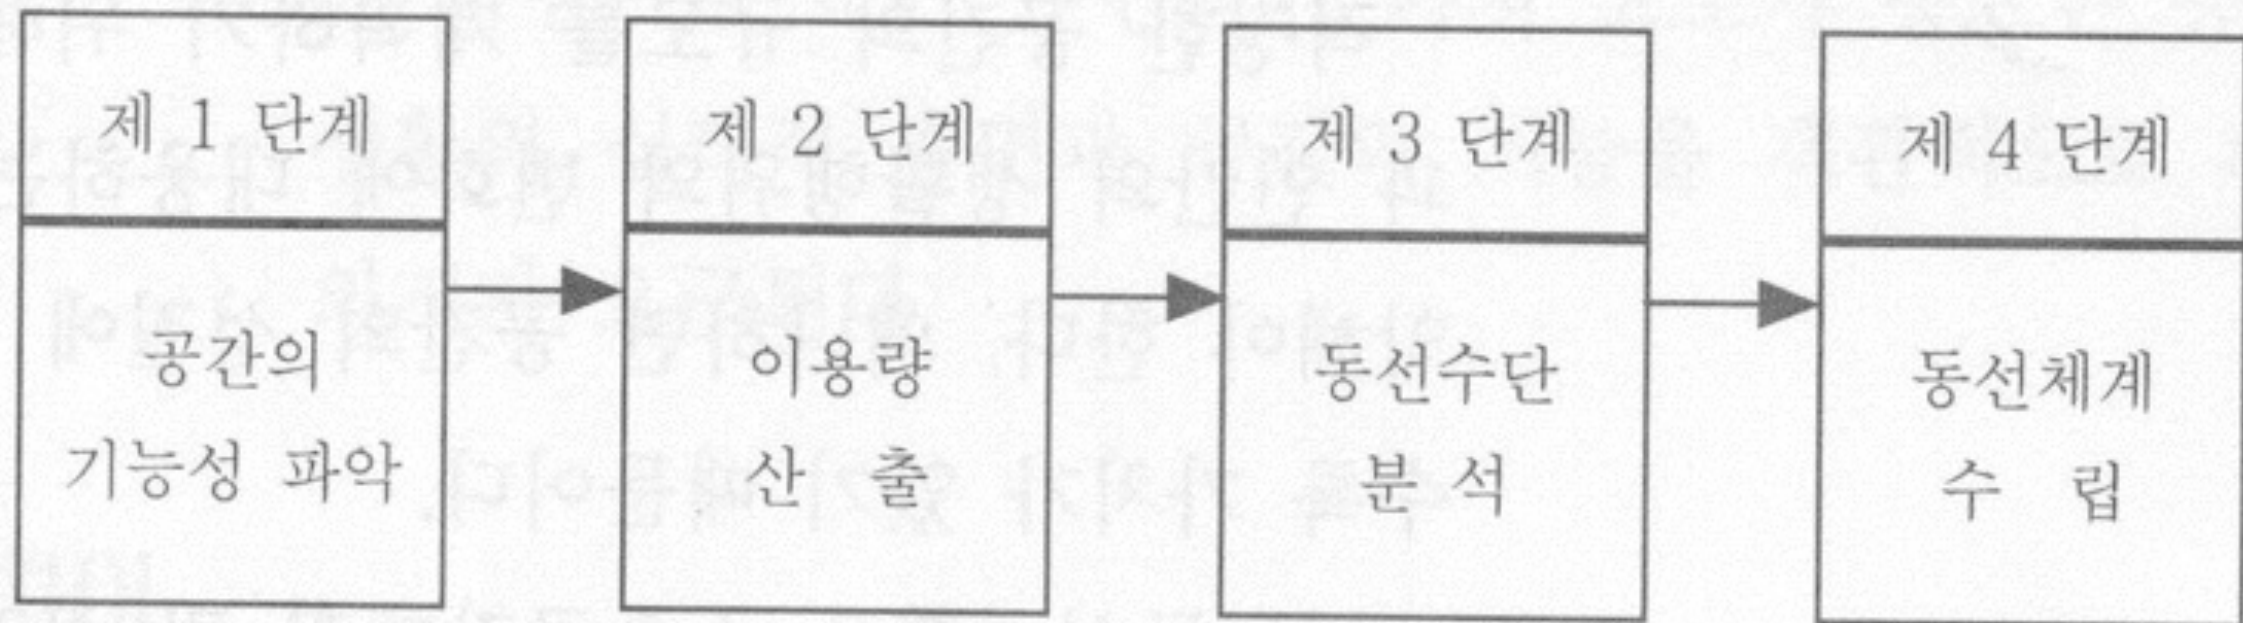 제 1 단계
공간의
기능성 파악
제 2 단계
이용량
산 출
제 3 단계
동선수단
분 석
제 4 단계
동선체계
수 립